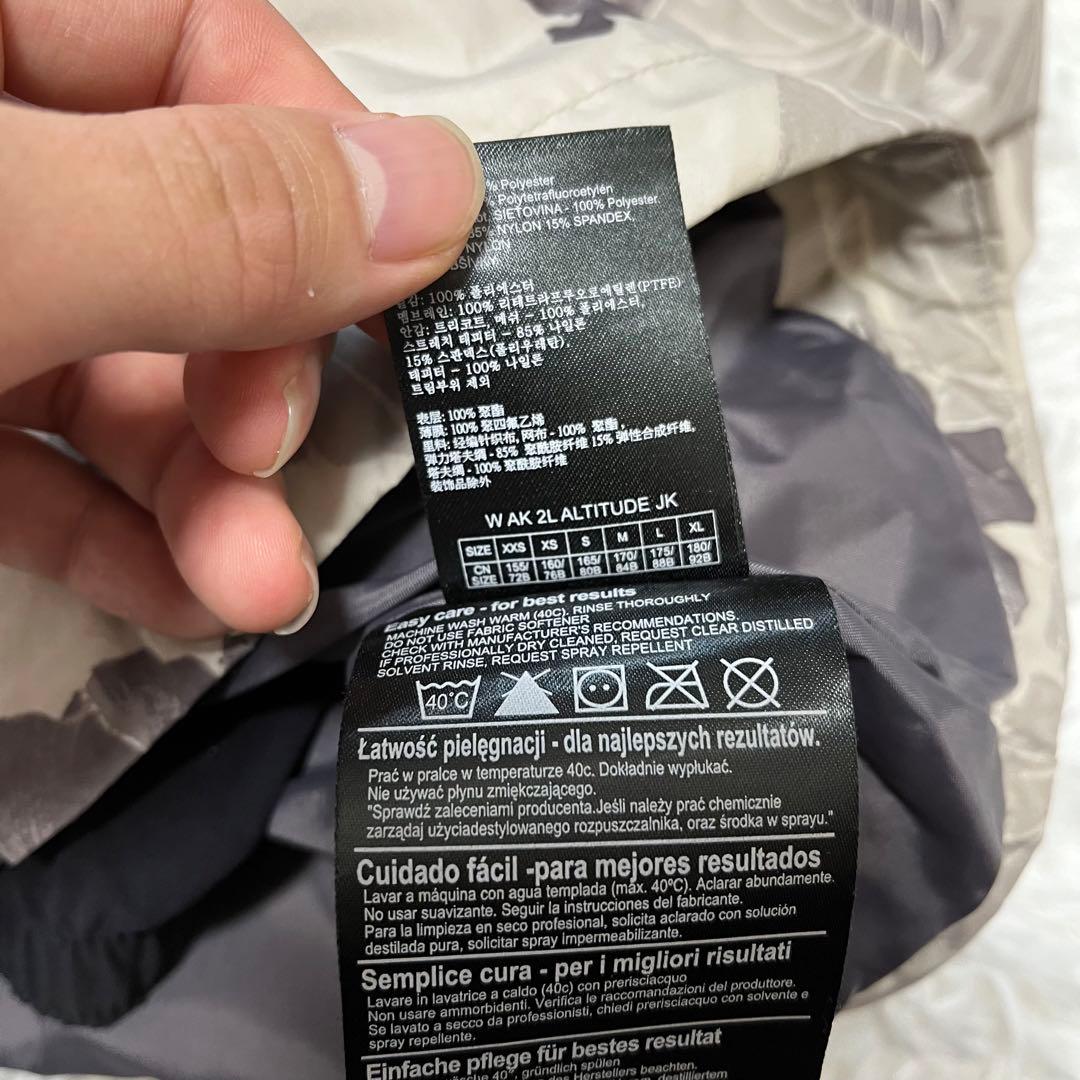 % Polyester
% Polytetrafluoroetylén
SIETOVINA - 100% Polyester.
85% NYLON 15% SPANDEX,
NYLON
100% 폴리에스터
멤브레인: 100% 리테트라프루오로에틸렌(PTFE)
안감: 트리코트, 메쉬 - 100% 폴리에스터,
스트레치 태피터 - 85% 나일론
15% 스판덱스(폴리우레탄)
태피터 - 100% 나일론
트림부위 제외
表层: 100% 聚酯
薄膜: 100% 聚四氟乙烯
里料: 经编针织布, 网布 - 100% 聚酯 ,
弹力塔夫绸 - 85% 聚酰胺纤维 15% 弹性合成纤维,
塔夫绸 - 100% 聚酰胺纤维
装饰品除外
W AK 2L ALTITUDE JK
SIZE XXS XS S M L XL
CN SIZE 155/72B 160/76B 165/80B 170/84B 175/88B 180/92B
Easy care - for best results
MACHINE WASH WARM (40C). RINSE THOROUGHLY
DO NOT USE FABRIC SOFTENER
CHECK WITH MANUFACTURER'S RECOMMENDATIONS.
IF PROFESSIONALLY DRY CLEANED, REQUEST CLEAR DISTILLED
SOLVENT RINSE, REQUEST SPRAY REPELLENT
40°C
Łatwość pielęgnacji - dla najlepszych rezultatów.
Prać w pralce w temperaturze 40c. Dokładnie wypłukać.
Nie używać płynu zmiękczającego.
"Sprawdź zaleceniami producenta.Jeśli należy prać chemicznie
zarządaj użyciadestylowanego rozpuszczalnika, oraz środka w sprayu."
Cuidado fácil -para mejores resultados
Lavar a máquina con agua templada (máx. 40ºC). Aclarar abundamente.
No usar suavizante. Seguir la instrucciones del fabricante.
Para la limpieza en seco profesional, solicita aclarado con solución
destilada pura, solicitar spray impermeabilizante.
Semplice cura - per i migliori risultati
Lavare in lavatrice a caldo (40c) con prerisciacquo
Non usare ammorbidenti. Verifica le raccomandazioni del produttore.
Se lavato a secco da professionisti, chiedi prerisciacquo con solvente e
spray repellente.
Einfache pflege für bestes resultat
40°, gründlich spülen
des Herstellers beachten.
destilliertem